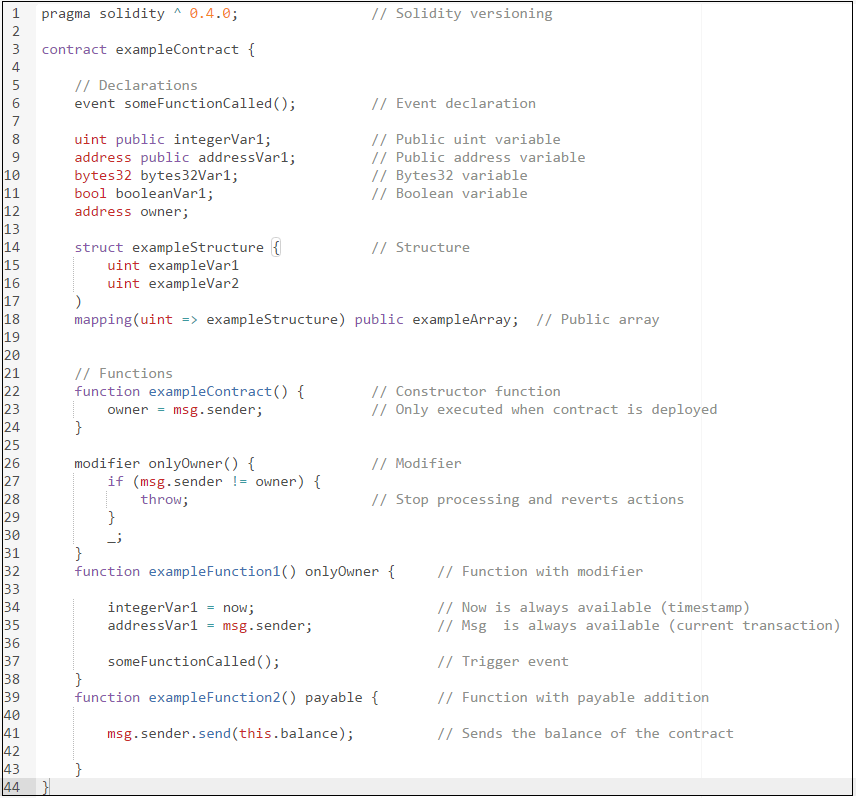 1 pragma solidity ^ 0.4.0; // Solidity versioning
2
3 contract exampleContract {
4
5 // Declarations
6 event someFunctionCalled(); // Event declaration
7
8 uint public integerVar1; // Public uint variable
9 address public addressVar1; // Public address variable
10 bytes32 bytes32Var1; // Bytes32 variable
11 bool booleanVar1; // Boolean variable
12 address owner;
13
14 struct exampleStructure { // Structure
15 uint exampleVar1
16 uint exampleVar2
17 )
18 mapping(uint => exampleStructure) public exampleArray; // Public array
19
20
21 // Functions
22 function exampleContract() { // Constructor function
23 owner = msg.sender; // Only executed when contract is deployed
24 }
25
26 modifier onlyOwner() { // Modifier
27 if (msg.sender != owner) {
28 throw; // Stop processing and reverts actions
29 }
30 _;
31 }
32 function exampleFunction1() onlyOwner { // Function with modifier
33
34 integerVar1 = now; // Now is always available (timestamp)
35 addressVar1 = msg.sender; // Msg  is always available (current transaction)
36
37 someFunctionCalled(); // Trigger event
38 }
39 function exampleFunction2() payable { // Function with payable addition
40
41 msg.sender.send(this.balance); // Sends the balance of the contract
42
43 }
44 }